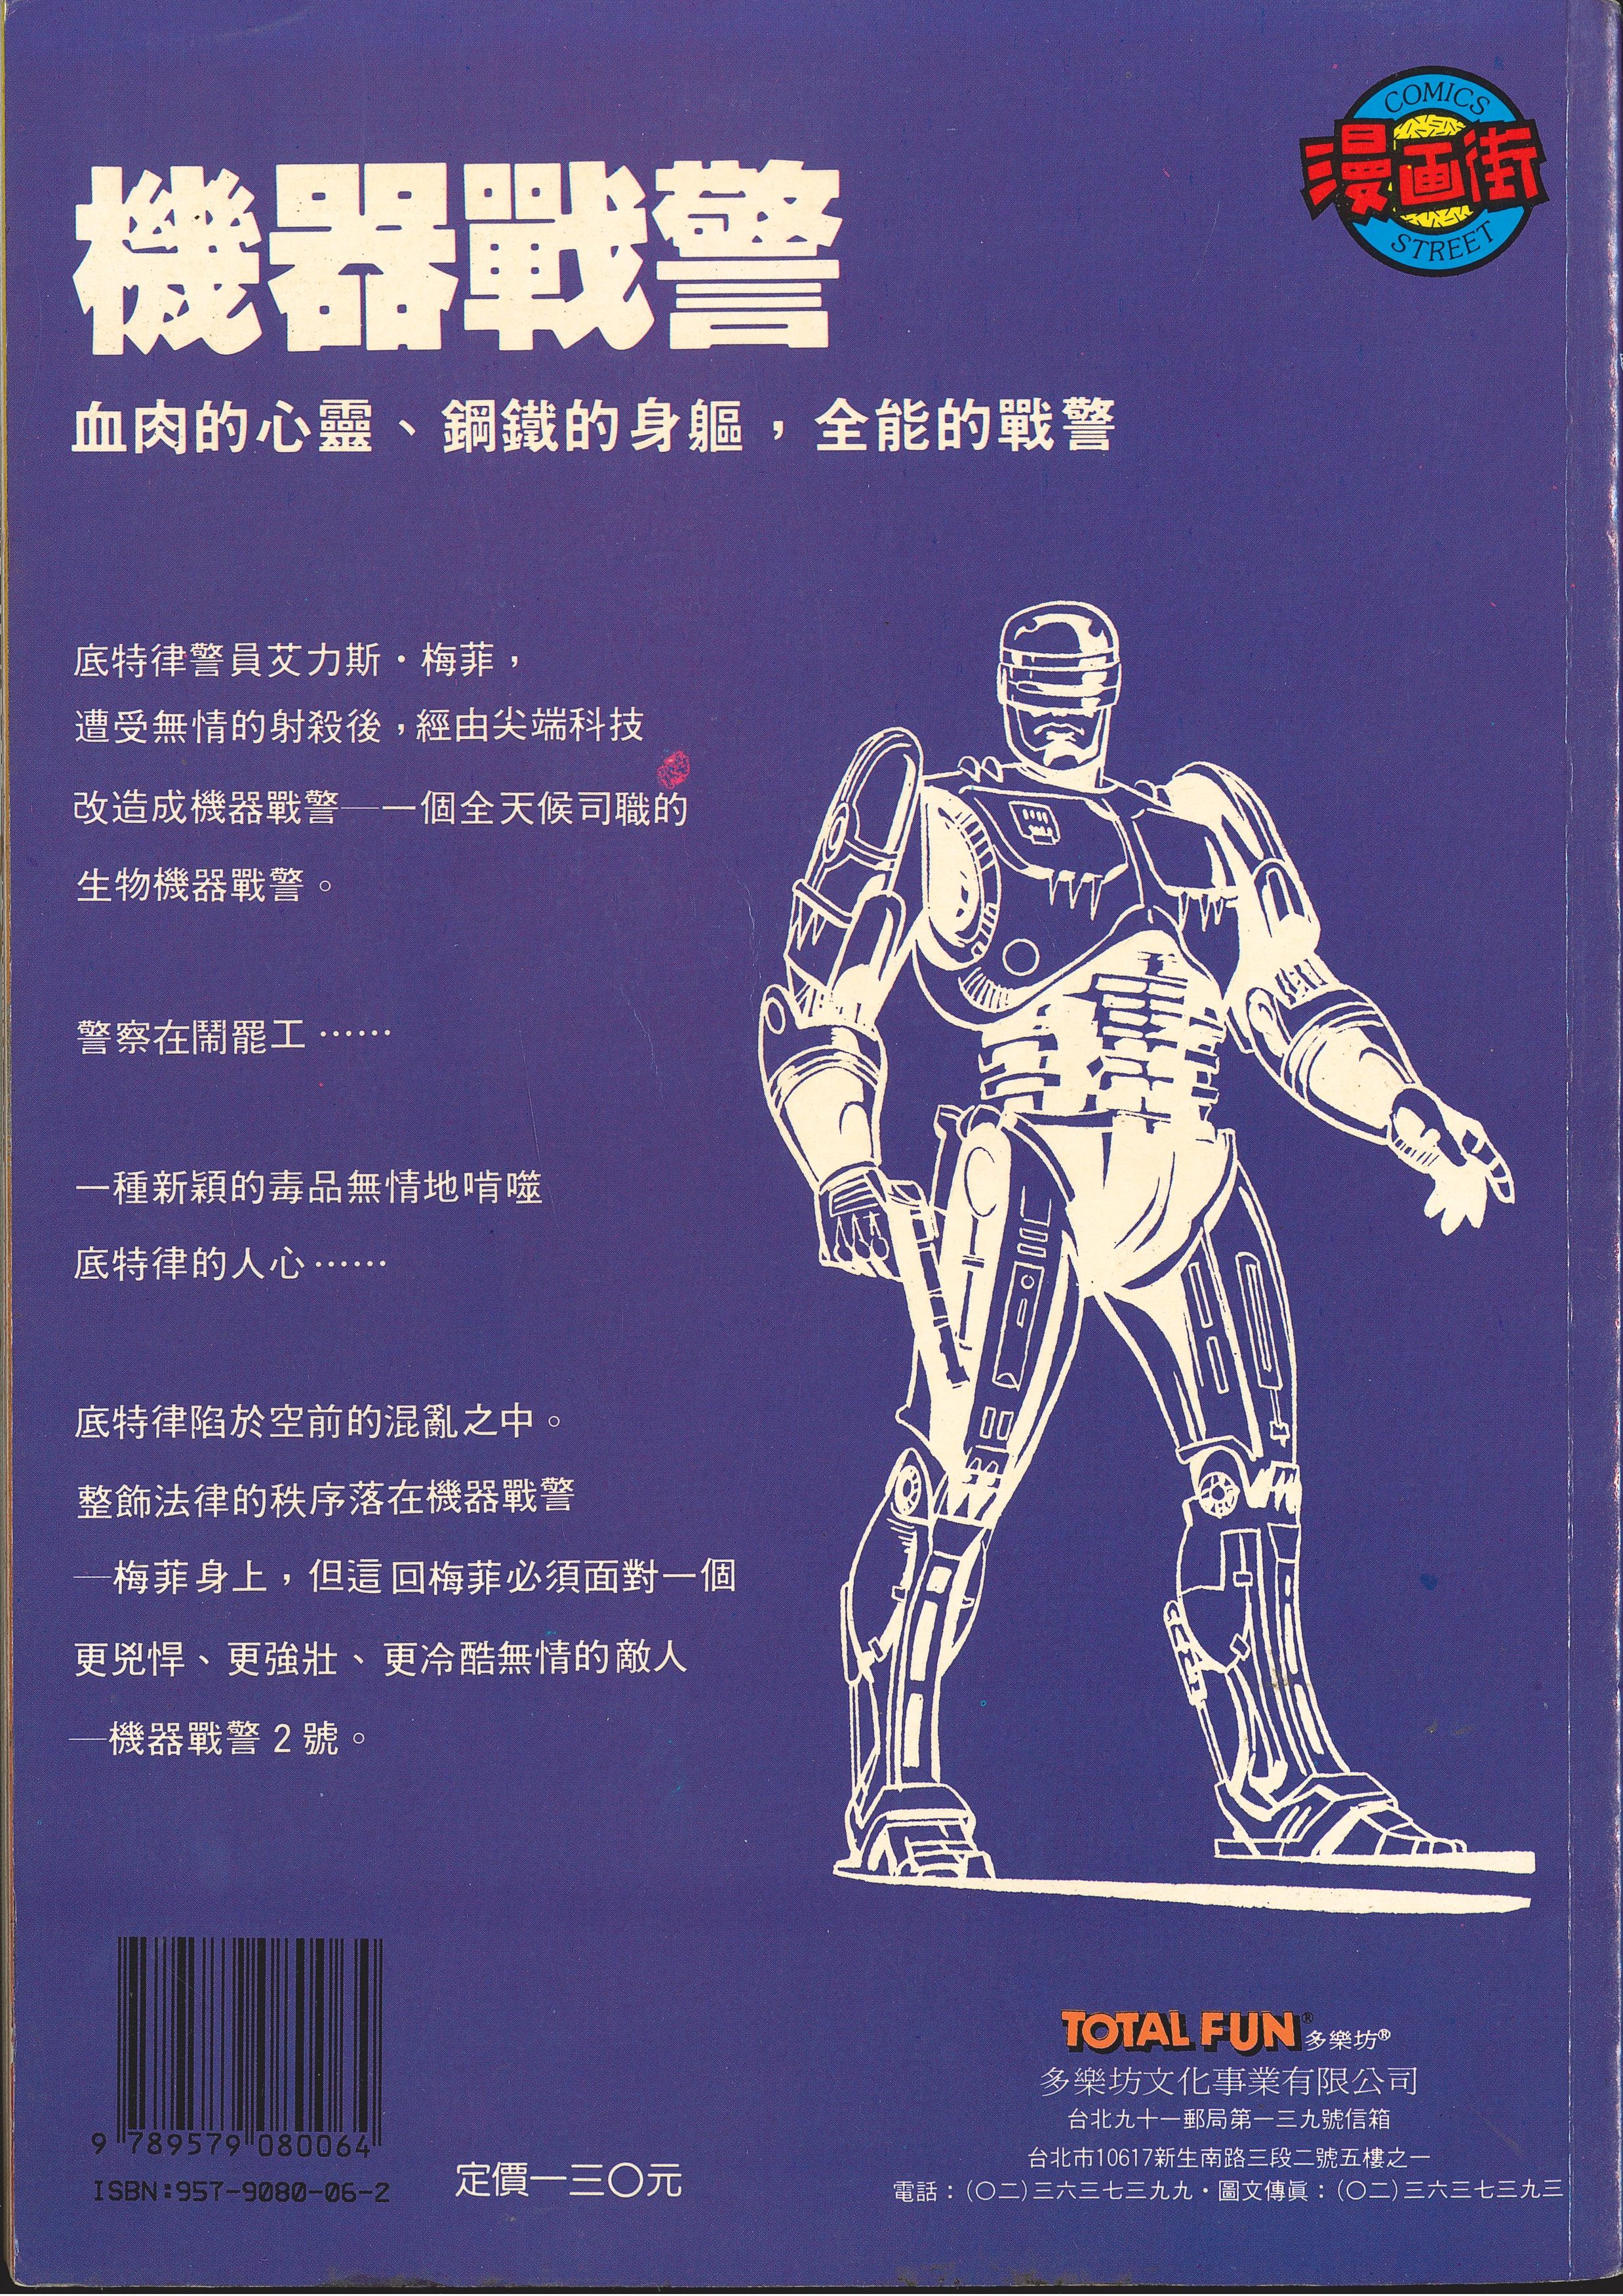 COMICS
漫画街
STREET
機器戰警
血肉的心靈、鋼鐵的身軀，全能的戰警
底特律警員艾力斯・梅菲，
遭受無情的射殺後，經由尖端科技
改造成機器戰警──一個全天候司職的
生物機器戰警。
警察在鬧罷工……
一種新穎的毒品無情地啃噬
底特律的人心……
底特律陷於空前的混亂之中。
整飾法律的秩序落在機器戰警
─梅菲身上，但這回梅菲必須面對一個
更兇悍、更強壯、更冷酷無情的敵人
─機器戰警2號。
9 789579 080064
ISBN:957-9080-06-2
定價一三〇元
TOTAL FUN® 多樂坊®
多樂坊文化事業有限公司
台北九十一郵局第一三九號信箱
台北市10617新生南路三段二號五樓之一
電話：(〇二)三六三七三九九・圖文傳眞：(〇二)三六三七三九三